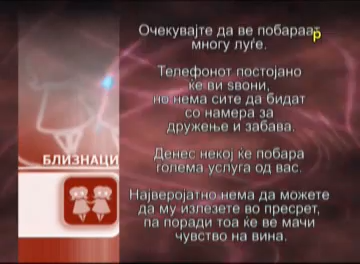 Очекувајте да ве побараат
р
многу луѓе.
Телефонот постојано
ќе ви ѕвони,
но нема сите да бидат
со намера за
дружење и забава.
БЛИЗНАЦИ
Денес некој ќе побара
голема услуга од вас.
Најверојатно нема да можете
да му излезете во пресрет,
па поради тоа ќе ве мачи
чувство на вина.